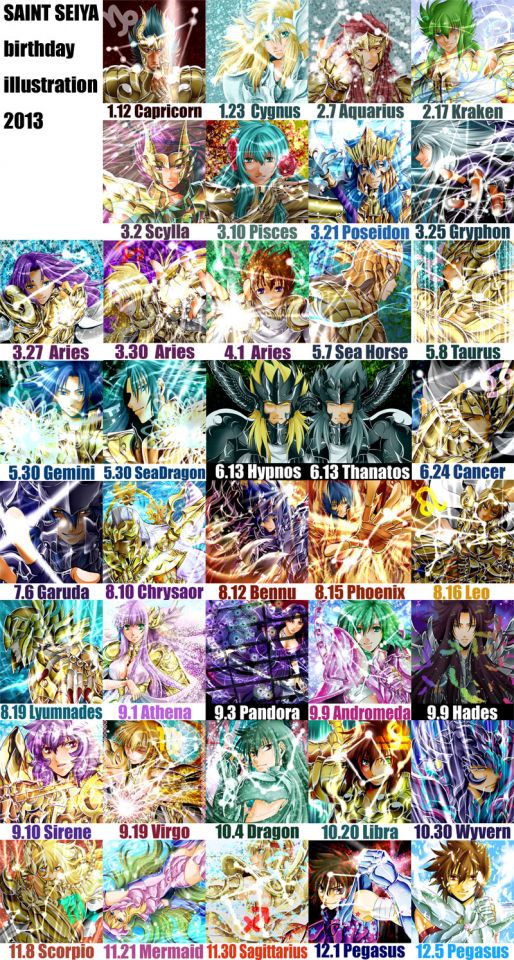 SAINT SEIYA
birthday
illustration
2013
1.12 Capricorn
1.23 Cygnus
2.7 Aquarius
2.17 Kraken
3.2 Scylla
3.10 Pisces
3.21 Poseidon
3.25 Gryphon
3.27 Aries
3.30 Aries
4.1 Aries
5.7 Sea Horse
5.8 Taurus
5.30 Gemini
5.30 SeaDragon
6.13 Hypnos
6.13 Thanatos
6.24 Cancer
7.6 Garuda
8.10 Chrysaor
8.12 Bennu
8.15 Phoenix
8.16 Leo
8.19 Lyumnades
9.1 Athena
9.3 Pandora
9.9 Andromeda
9.9 Hades
9.10 Sirene
9.19 Virgo
10.4 Dragon
10.20 Libra
10.30 Wyvern
11.8 Scorpio
11.21 Mermaid
11.30 Sagittarius
12.1 Pegasus
12.5 Pegasus